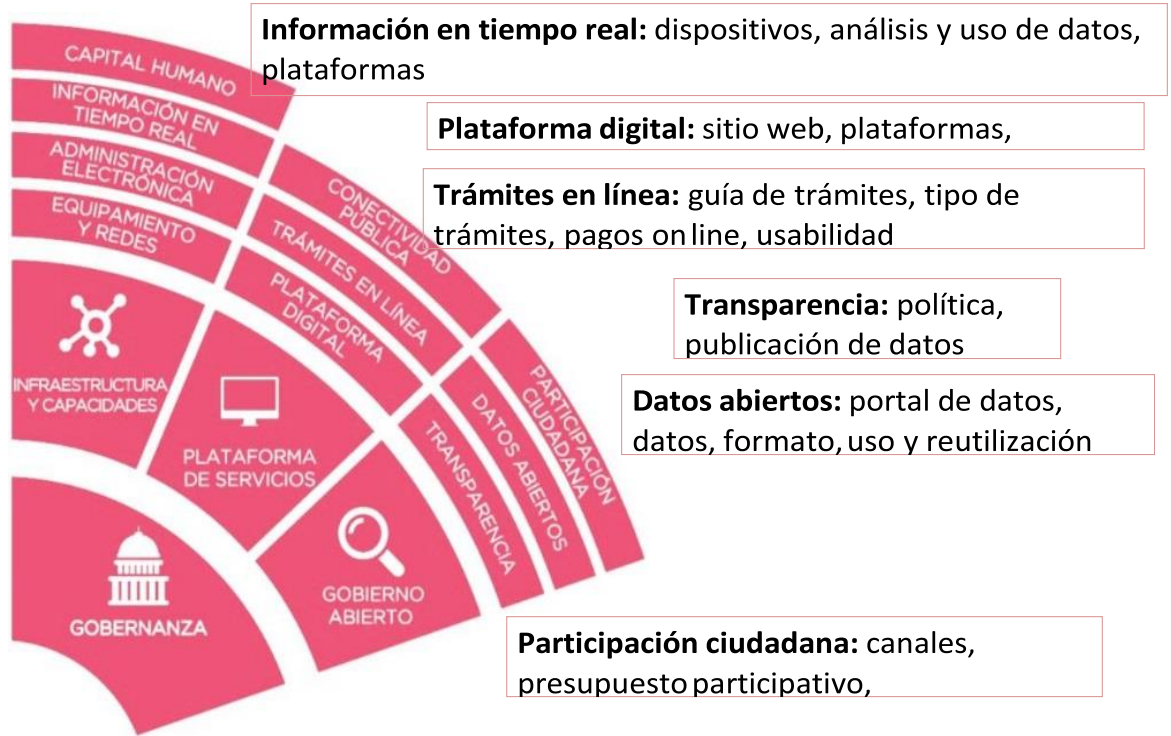 Información en tiempo real: dispositivos, análisis y uso de datos,
plataformas
Plataforma digital: sitio web, plataformas,
Trámites en línea: guía de trámites, tipo de
trámites, pagos on line, usabilidad
Transparencia: política,
publicación de datos
Datos abiertos: portal de datos,
datos, formato, uso y reutilización
Participación ciudadana: canales,
presupuesto participativo,
CAPITAL HUMANO
INFORMACIÓN EN
TIEMPO REAL
ADMINISTRACIÓN
ELECTRÓNICA
EQUIPAMIENTO
Y REDES
INFRAESTRUCTURA
Y CAPACIDADES
CONECTIVIDAD
PÚBLICA
TRÁMITES EN LÍNEA
PLATAFORMA
DIGITAL
PLATAFORMA
DE SERVICIOS
PARTICIPACIÓN
CIUDADANA
DATOS ABIERTOS
TRANSPARENCIA
GOBIERNO
ABIERTO
GOBERNANZA